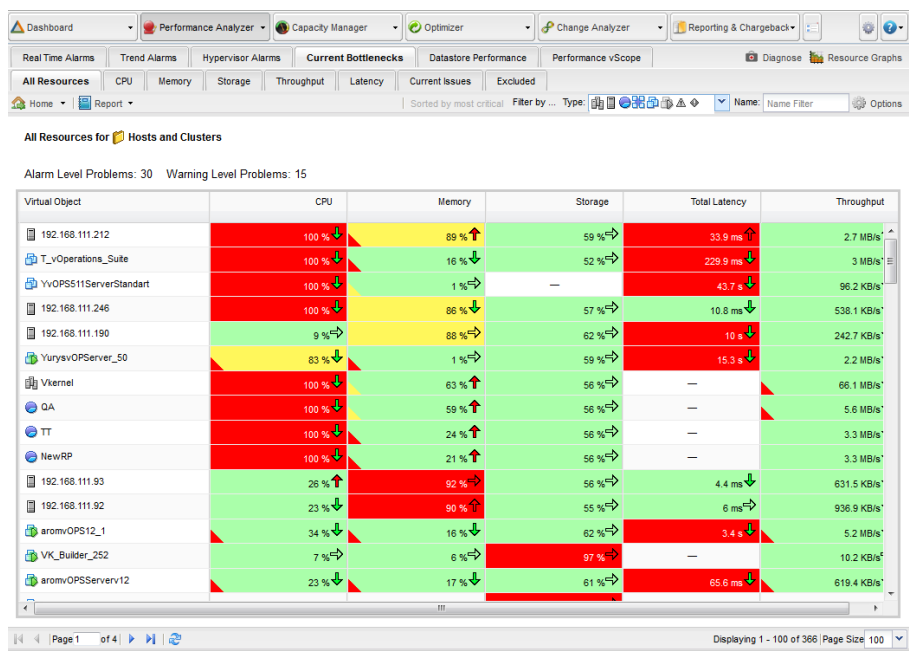 Dashboard Performance Analyzer Capacity Manager Optimizer Change Analyzer Reporting & Chargeback
Real Time Alarms Trend Alarms Hypervisor Alarms Current Bottlenecks Datastore Performance Performance vScope Diagnose Resource Graphs
All Resources CPU Memory Storage Throughput Latency Current Issues Excluded
Home Report Sorted by most critical Filter by ... Type: Name: Name Filter Options
All Resources for Hosts and Clusters
Alarm Level Problems: 30 Warning Level Problems: 15
Virtual Object CPU Memory Storage Total Latency Throughput
192.168.111.212 100 % 89 % 59 % 33.9 ms 2.7 MB/s
T_vOperations_Suite 100 % 16 % 52 % 229.9 ms 3 MB/s
YvOPS511ServerStandart 100 % 1 % — 43.7 s 96.2 KB/s
192.168.111.246 100 % 86 % 57 % 10.8 ms 538.1 KB/s
192.168.111.190 9 % 88 % 62 % 10 s 242.7 KB/s
YurysvOPServer_50 83 % 1 % 59 % 15.3 s 2.2 MB/s
Vkernel 100 % 63 % 56 % — 66.1 MB/s
QA 100 % 59 % 56 % — 5.6 MB/s
TT 100 % 24 % 56 % — 3.3 MB/s
NewRP 100 % 21 % 56 % — 3.3 MB/s
192.168.111.93 26 % 92 % 56 % 4.4 ms 631.5 KB/s
192.168.111.92 23 % 90 % 55 % 6 ms 936.9 KB/s
aromvOPS12_1 34 % 16 % 62 % 3.4 s 5.2 MB/s
VK_Builder_252 7 % 6 % 97 % — 10.2 KB/s
aromvOPSServerv12 23 % 17 % 61 % 65.6 ms 619.4 KB/s
Page 1 of 4 Displaying 1 - 100 of 366 Page Size 100